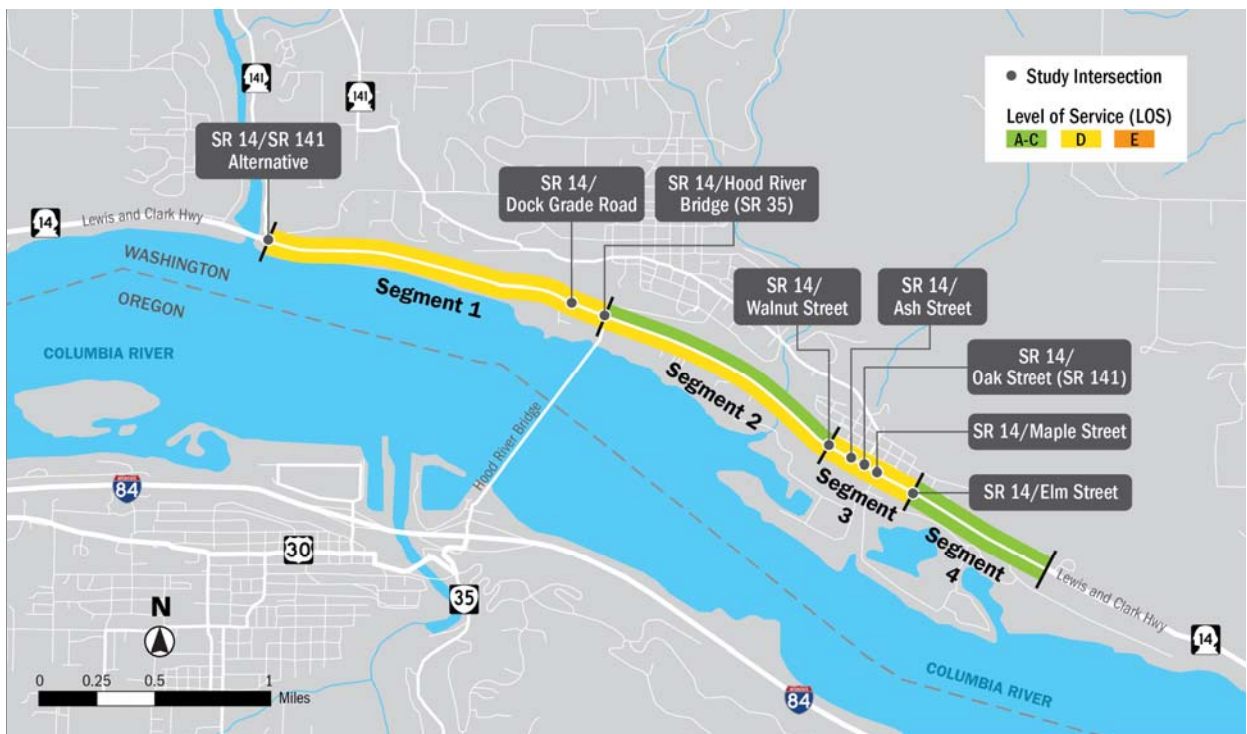 141
141
Study Intersection
Level of Service (LOS)
A-C D E
SR 14/SR 141
Alternative
SR 14/
Dock Grade Road
SR 14/Hood River
Bridge (SR 35)
14
Lewis and Clark Hwy
WASHINGTON
OREGON
COLUMBIA RIVER
Segment 1
SR 14/
Walnut Street
SR 14/
Ash Street
SR 14/
Oak Street (SR 141)
SR 14/Maple Street
SR 14/Elm Street
Segment 2
Segment
3
Segment
4
Hood River Bridge
84
30
35
Lewis and Clark Hwy
14
N
0 0.25 0.5 1
Miles
84
COLUMBIA RIVER